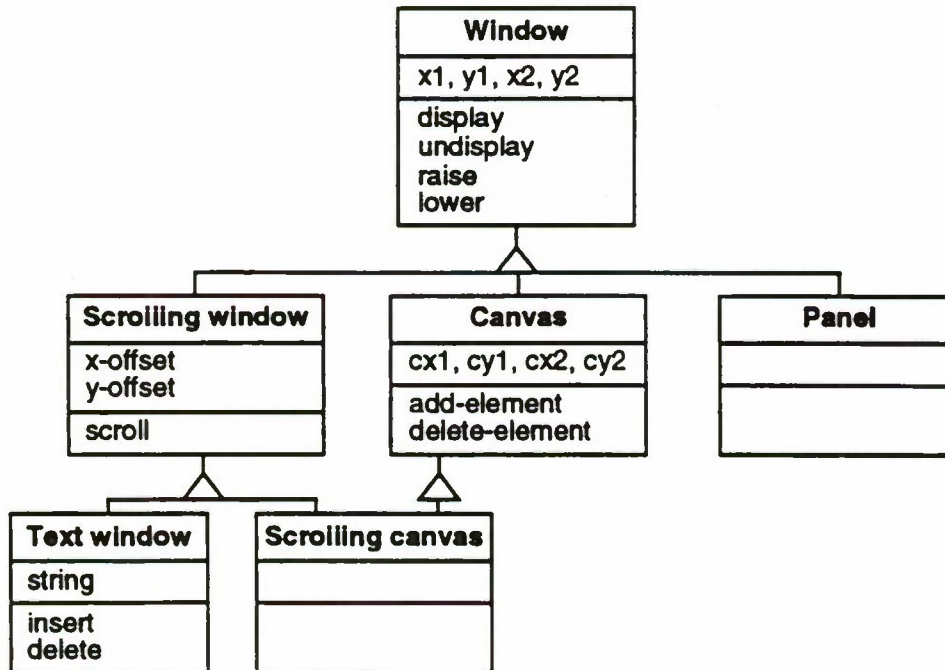 Window
x1, y1, x2, y2
display
undisplay
raise
lower
Scrolling window
x-offset
y-offset
scroll
Canvas
cx1, cy1, cx2, cy2
add-element
delete-element
Panel
Text window
string
insert
delete
Scrolling canvas